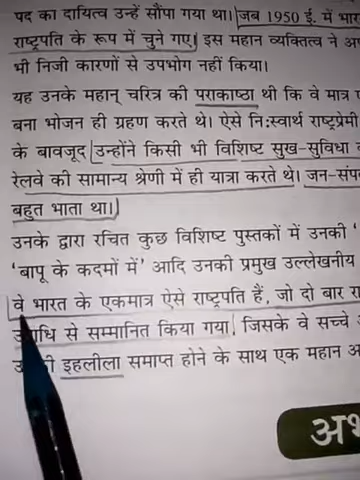 पद का दायित्व उन्हें सौंपा गया था। जब 1950 ई. में
राष्ट्रपति के रूप में चुने गए। इस महान व्यक्तित्व ने
भी निजी कारणों से उपभोग नहीं किया।
यह उनके महान् चरित्र की पराकाष्ठा थी कि वे मात्र
बना भोजन ही ग्रहण करते थे। ऐसे निःस्वार्थ राष्ट्रप्रेमी
के बावजूद उन्होंने किसी भी विशिष्ट सुख-सुविधा
रेलवे की सामान्य श्रेणी में ही यात्रा करते थे।
बहुत भाता था।
उनके द्वारा रचित कुछ विशिष्ट पुस्तकों में उनकी '
'बापू के कदमों में' आदि उनकी प्रमुख उल्लेखनीय
वे भारत के एकमात्र ऐसे राष्ट्रपति हैं, जो दो बार
से सम्मानित किया गया, जिसके वे सच्चे
इहलीला समाप्त होने के साथ एक महान